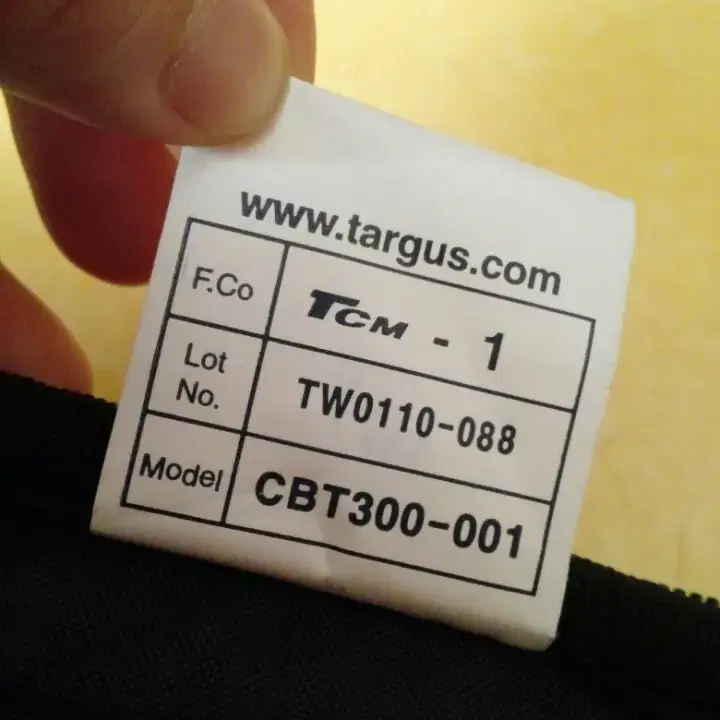 www.targus.com
F.Co TCM - 1
Lot No. TW0110-088
Model CBT300-001